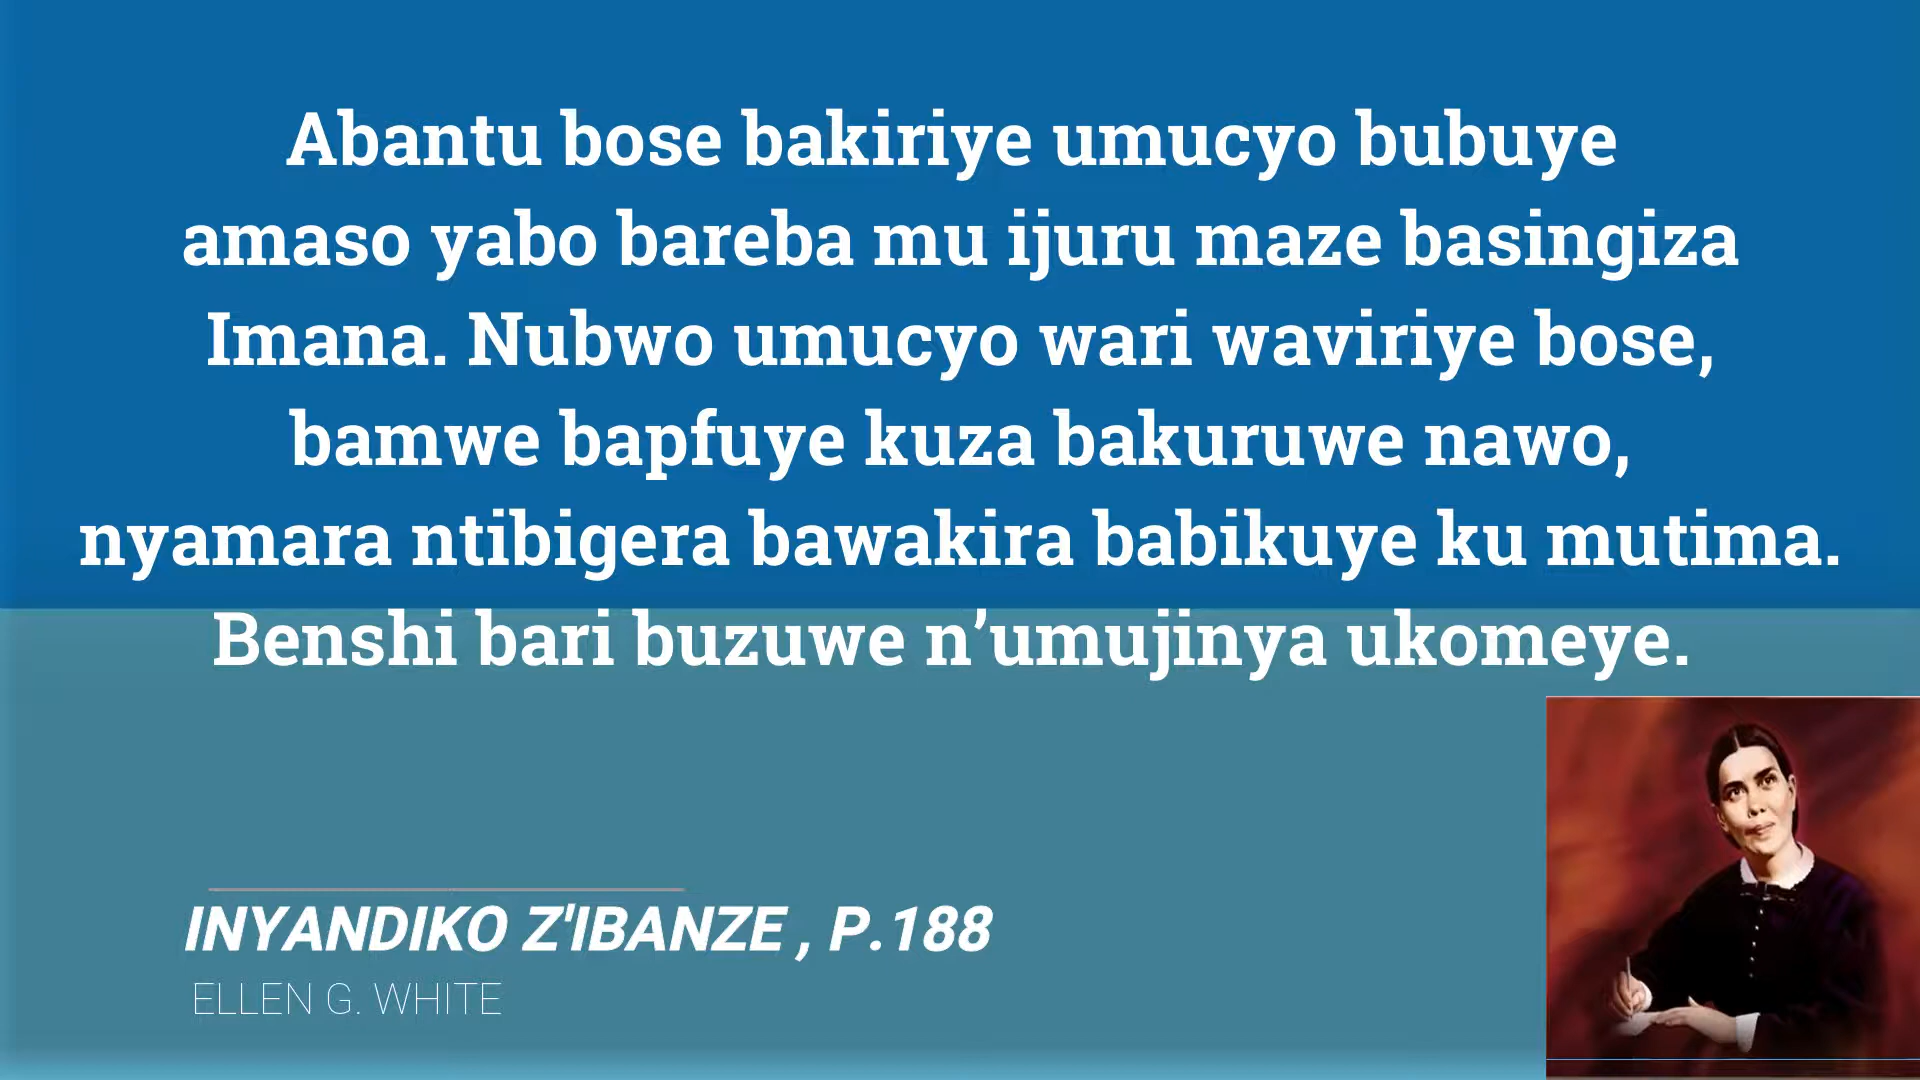 Abantu bose bakiriye umucyo bubuye
amaso yabo bareba mu ijuru maze basingiza
Imana. Nubwo umucyo wari waviriye bose,
bamwe bapfuye kuza bakuruwe nawo,
nyamara ntibigera bawakira babikuye ku mutima.
Benshi bari buzuwe n’umujinya ukomeye.
INYANDIKO Z'IBANZE , P.188
ELLEN G. WHITE